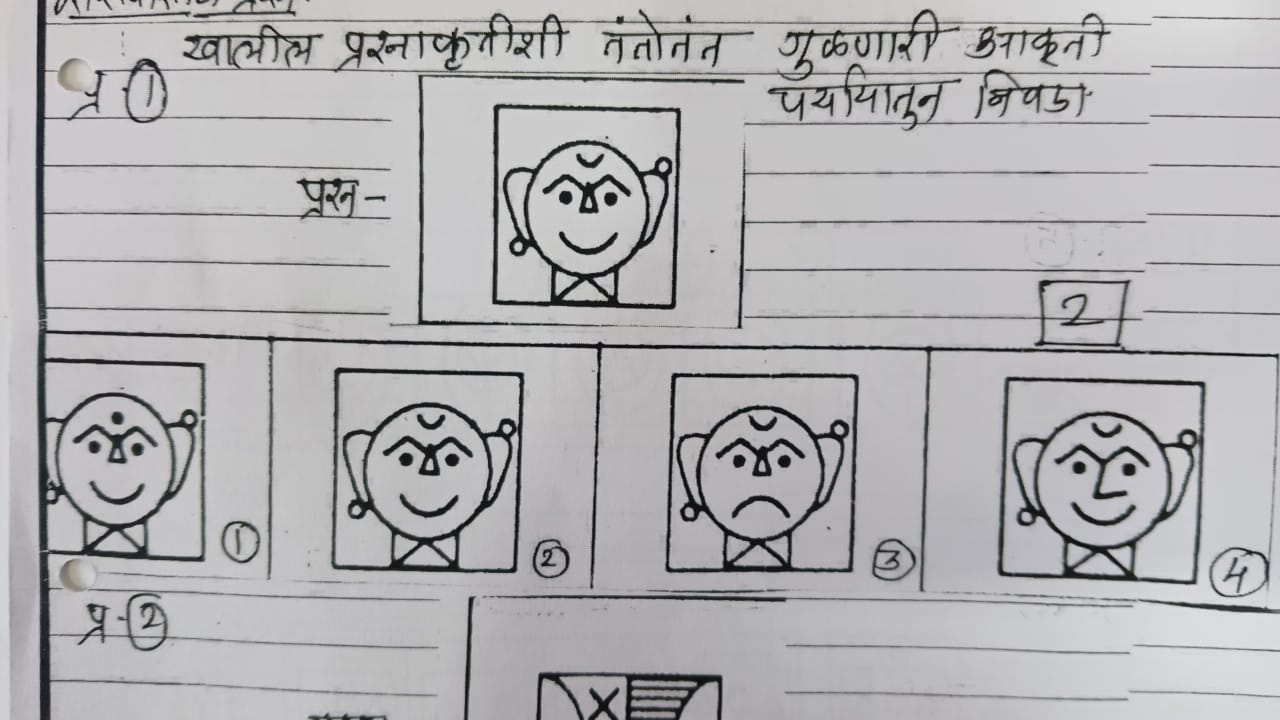 खालील प्रश्नाकृतीशी तंतोतंत जुळणारी आकृती
पर्यायातुन निवडा
प्र ①
प्रश्न -
2
①
②
③
④
प्र - ②
X